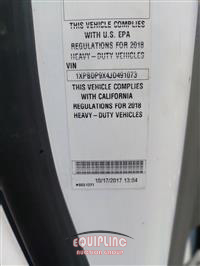 THIS VEHICLE COMPLIES
WITH U.S. EPA
REGULATIONS FOR 2018
HEAVY-DUTY VEHICLES
VIN
1XPBDP9X4JD491073
THIS VEHICLE COMPLIES
WITH CALIFORNIA
REGULATIONS FOR 2018
HEAVY-DUTY VEHICLES
10/17/2017 13:04
EQUIPLINC